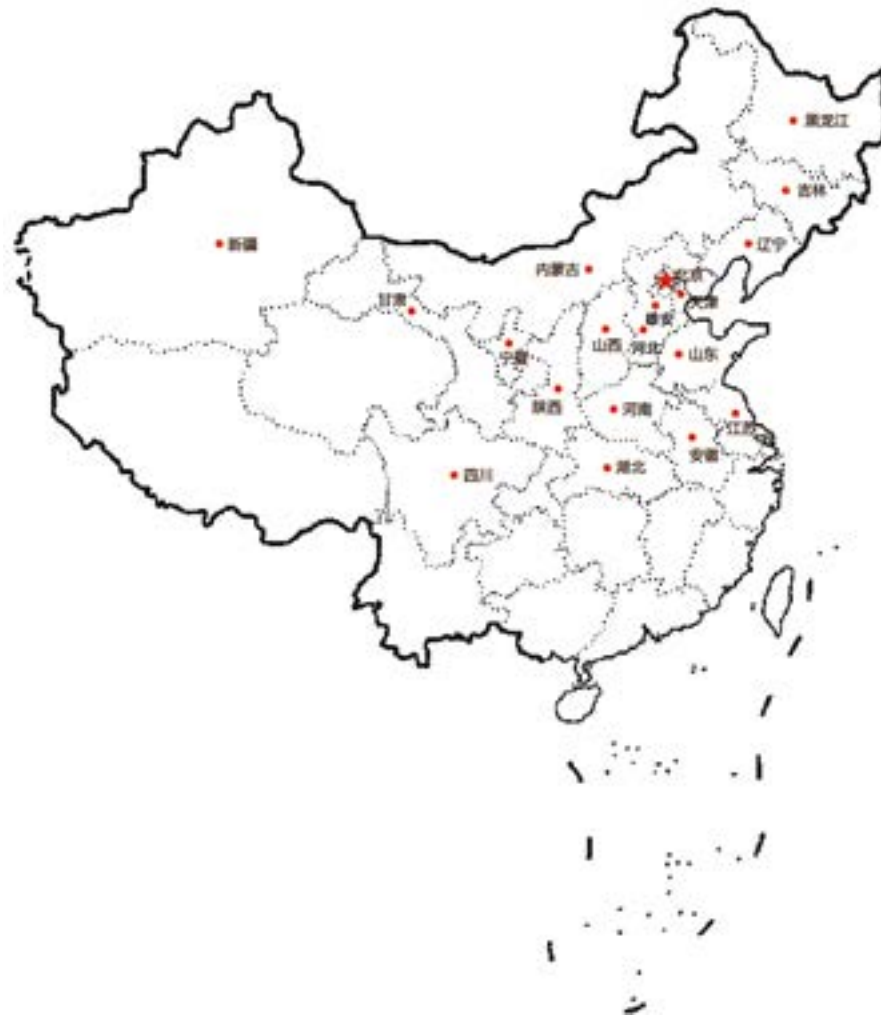 黑龙江
吉林
辽宁
新疆
内蒙古
北京
天津
甘肃
雄安
山西
河北
宁夏
山东
陕西
河南
江苏
安徽
四川
湖北